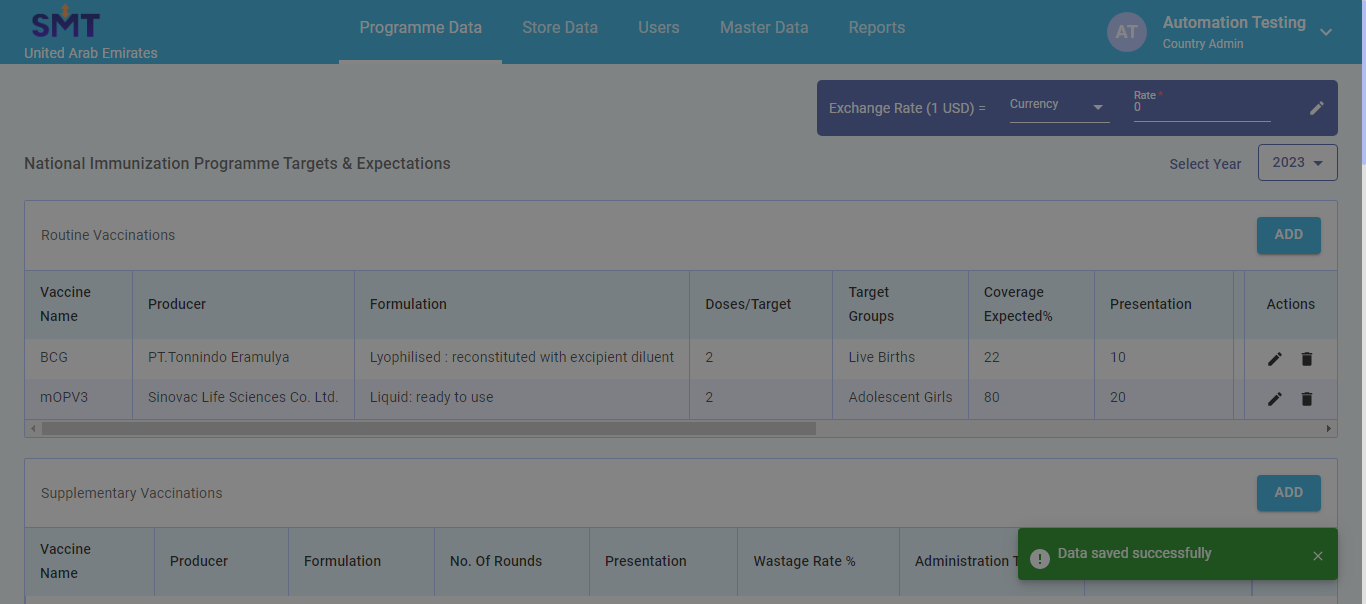 SMT
United Arab Emirates
Programme Data Store Data Users Master Data Reports
AT
Automation Testing
Country Admin
Exchange Rate (1 USD) = Currency Rate *
0
National Immunization Programme Targets & Expectations Select Year 2023
Routine Vaccinations ADD
Vaccine Name Producer Formulation Doses/Target Target Groups Coverage Expected% Presentation Actions
BCG PT.Tonnindo Eramulya Lyophilised : reconstituted with excipient diluent 2 Live Births 22 10
mOPV3 Sinovac Life Sciences Co. Ltd. Liquid: ready to use 2 Adolescent Girls 80 20
Supplementary Vaccinations ADD
Vaccine Name Producer Formulation No. Of Rounds Presentation Wastage Rate % Administration
Data saved successfully